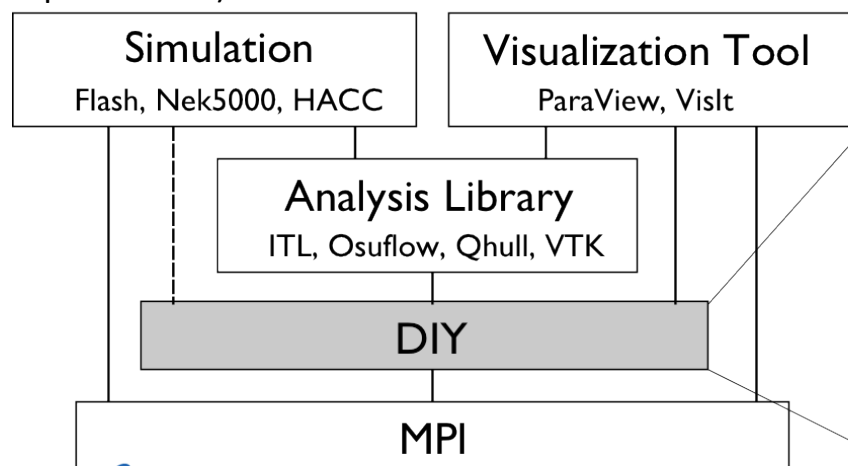 Simulation
Flash, Nek5000, HACC
Visualization Tool
ParaView, VisIt
Analysis Library
ITL, Osuflow, Qhull, VTK
DIY
MPI